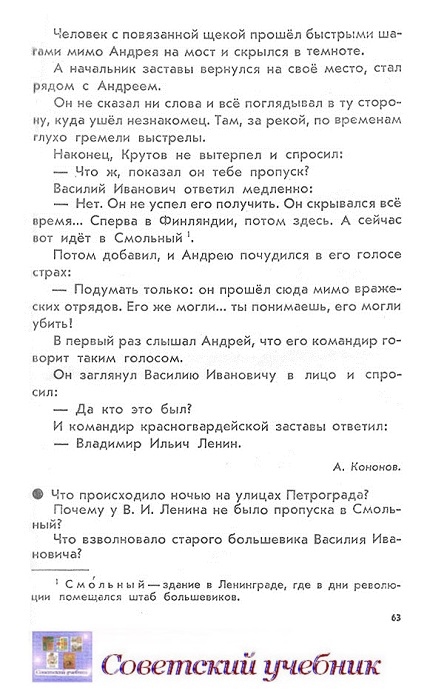 Человек с повязанной щекой прошёл быстрыми ша-
гами мимо Андрея на мост и скрылся в темноте.
А начальник заставы вернулся на своё место, стал
рядом с Андреем.
Он не сказал ни слова и всё поглядывал в ту сторо-
ну, куда ушёл незнакомец. Там, за рекой, по временам
глухо гремели выстрелы.
Наконец, Крутов не вытерпел и спросил:
— Что ж, показал он тебе пропуск?
Василий Иванович ответил медленно:
— Нет. Он не успел его получить. Он скрывался всё
время... Сперва в Финляндии, потом здесь. А сейчас
вот идёт в Смольный ¹.
Потом добавил, и Андрею почудился в его голосе
страх:
— Подумать только: он прошёл сюда мимо враже-
ских отрядов. Его же могли... ты понимаешь, его могли
убить!
В первый раз слышал Андрей, что его командир го-
ворит таким голосом.
Он заглянул Василию Ивановичу в лицо и спро-
сил:
— Да кто это был?
И командир красногвардейской заставы ответил:
— Владимир Ильич Ленин.
А. Кононов.
Что происходило ночью на улицах Петрограда?
Почему у В. И. Ленина не было пропуска в Смоль-
ный?
Что взволновало старого большевика Василия Ива-
новича?
¹ Смо́льный — здание в Ленинграде, где в дни револю-
ции помещался штаб большевиков.
63
Советский учебник
Советский учебник